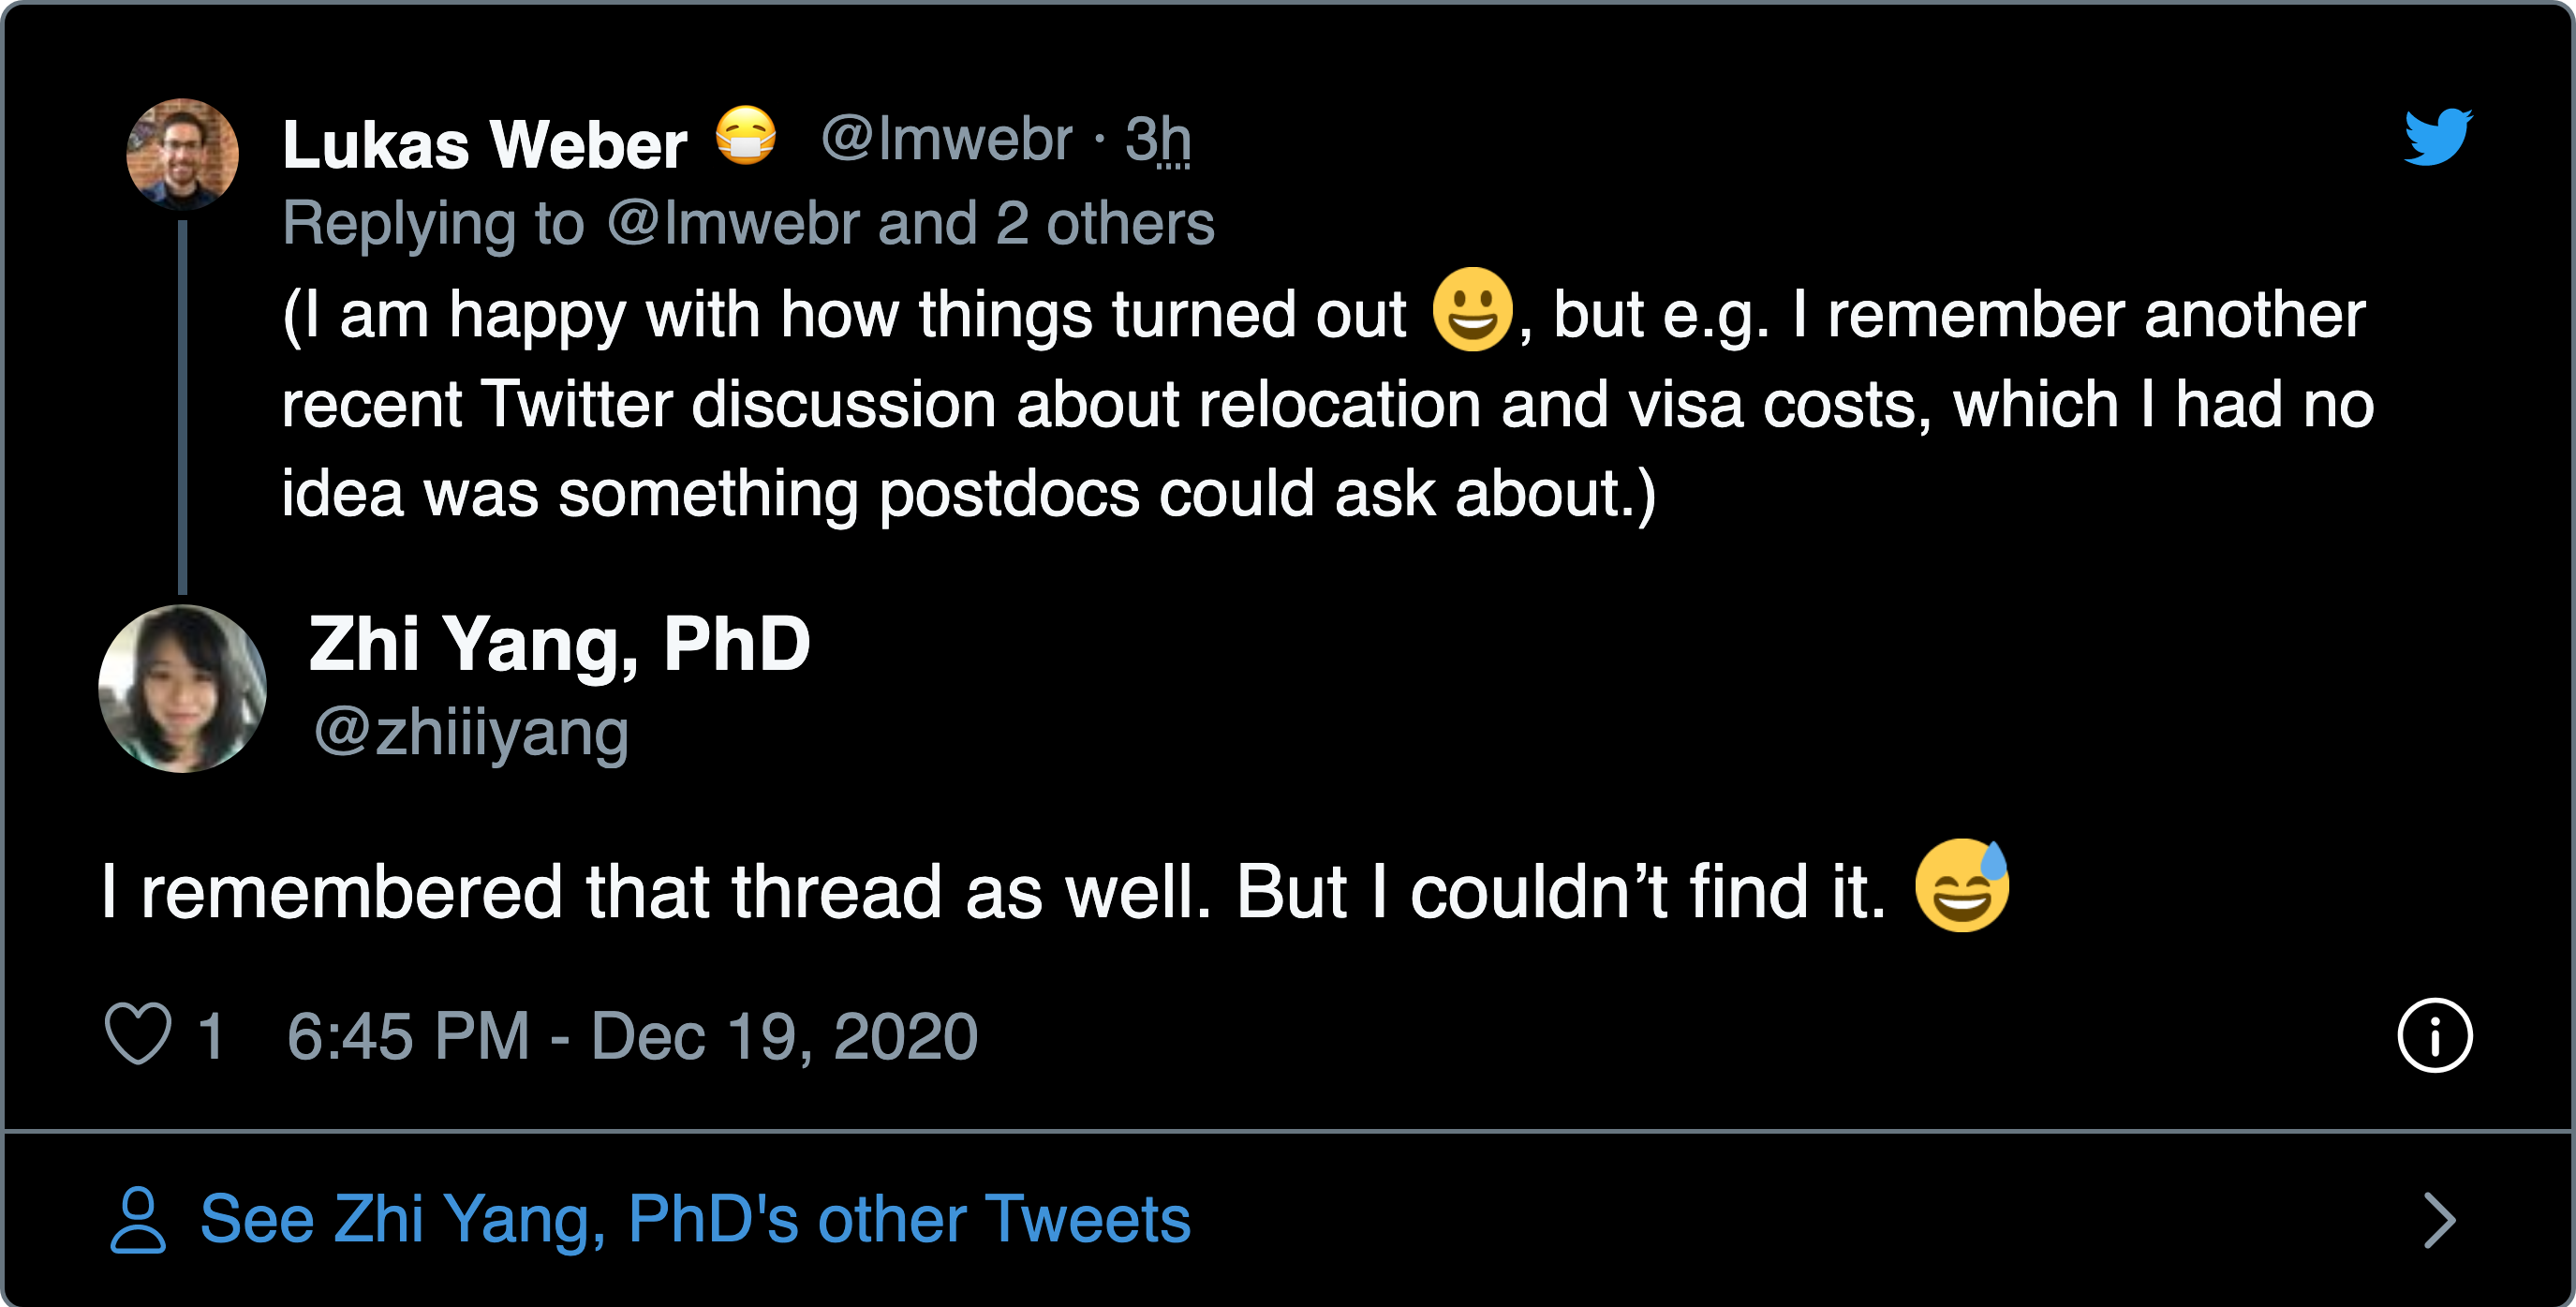 Lukas Weber 😷 @lmwebr · 3h
Replying to @lmwebr and 2 others
(I am happy with how things turned out 😃, but e.g. I remember another
recent Twitter discussion about relocation and visa costs, which I had no
idea was something postdocs could ask about.)
Zhi Yang, PhD
@zhiiiyang
I remembered that thread as well. But I couldn’t find it. 😅
1 6:45 PM - Dec 19, 2020
See Zhi Yang, PhD's other Tweets